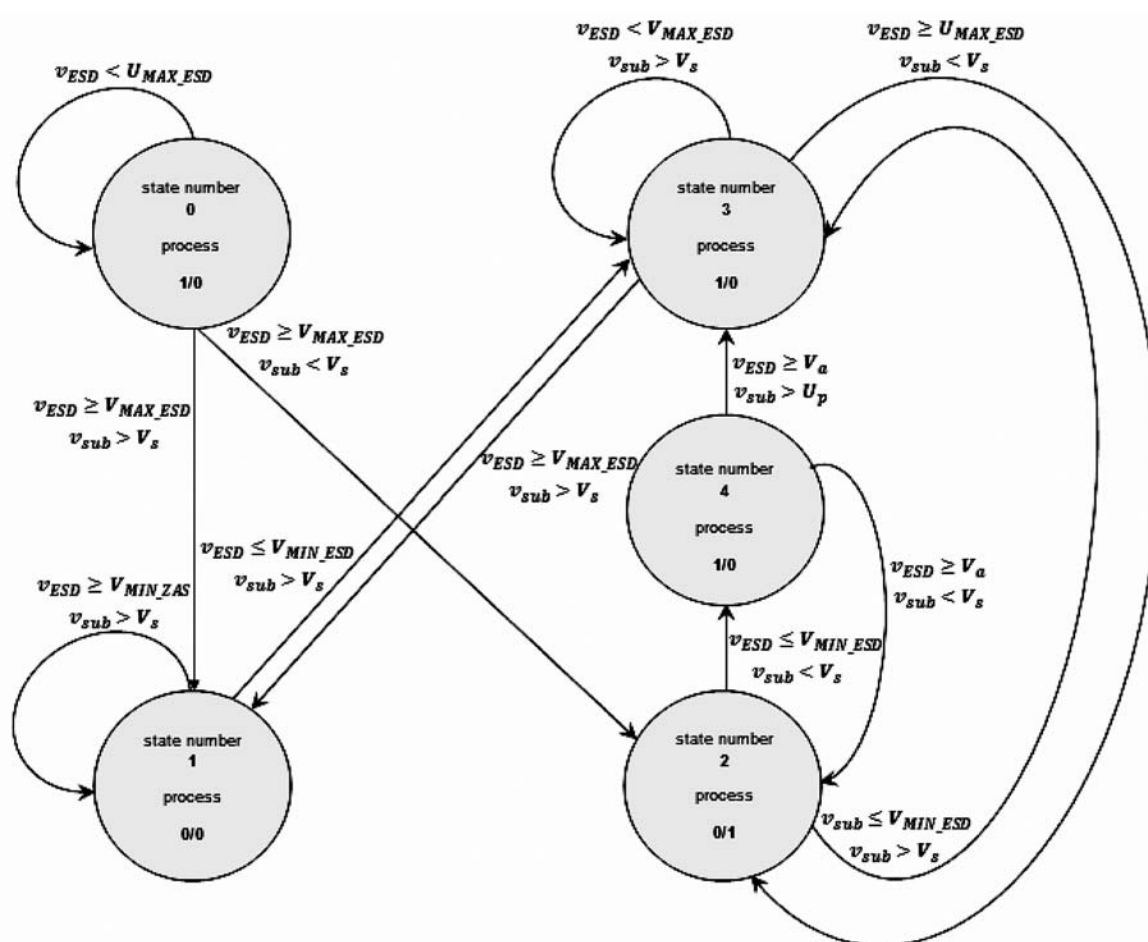 v_ESD < U_MAX_ESD
v_ESD < V_MAX_ESD
v_sub > V_s
v_ESD ≥ U_MAX_ESD
v_sub < V_s
state number
0
process
1/0
state number
3
process
1/0
v_ESD ≥ V_MAX_ESD
v_sub < V_s
v_ESD ≥ V_MAX_ESD
v_sub > V_s
v_ESD ≥ V_a
v_sub > U_p
v_ESD ≥ V_MAX_ESD
v_sub > V_s
state number
4
process
1/0
v_ESD ≤ V_MIN_ESD
v_sub > V_s
v_ESD ≥ V_MIN_ZAS
v_sub > V_s
v_ESD ≥ V_a
v_sub < V_s
v_ESD ≤ V_MIN_ESD
v_sub < V_s
state number
1
process
0/0
state number
2
process
0/1
v_sub ≤ V_MIN_ESD
v_sub > V_s